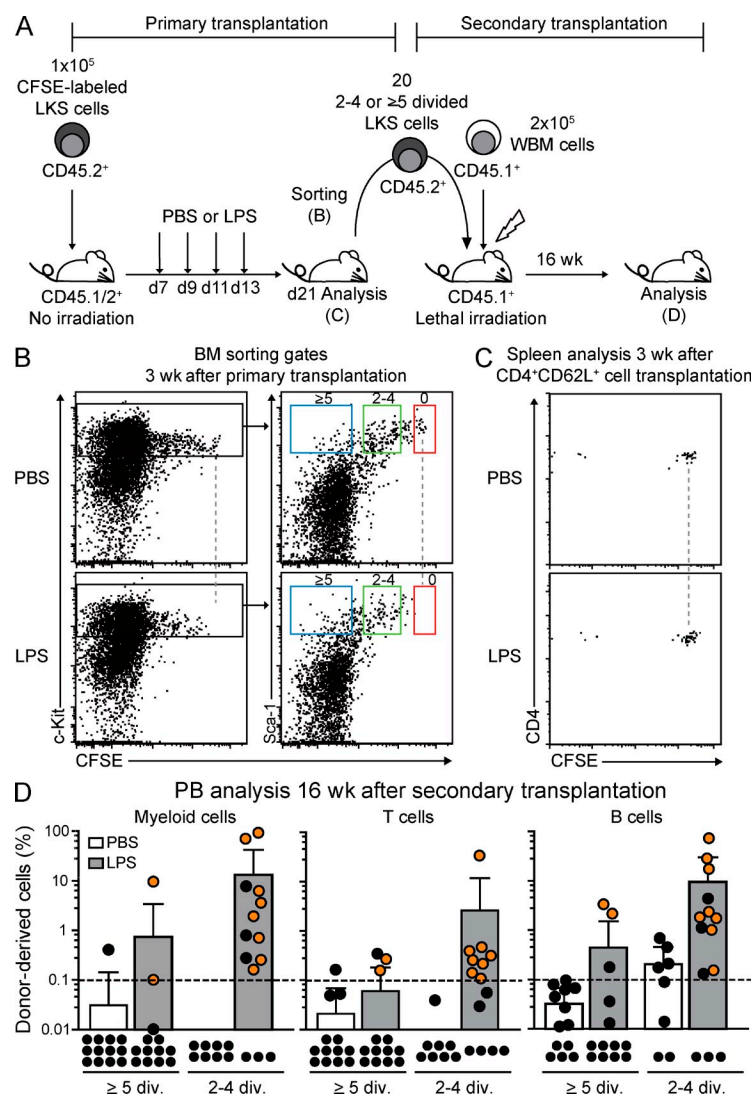 A
Primary transplantation
Secondary transplantation
1x10⁵
CFSE-labeled
LKS cells
CD45.2⁺
20
2-4 or ≥5 divided
LKS cells
CD45.2⁺
2x10⁵
WBM cells
CD45.1⁺
Sorting
(B)
PBS or LPS
16 wk
d7 d9 d11 d13
CD45.1/2⁺
No irradiation
d21 Analysis
(C)
CD45.1⁺
Lethal irradiation
Analysis
(D)
B
BM sorting gates
3 wk after primary transplantation
C
Spleen analysis 3 wk after
CD4⁺CD62L⁺ cell transplantation
≥5 2-4 0
PBS
PBS
≥5 2-4 0
LPS
LPS
c-Kit
Sca-1
CD4
CFSE
CFSE
D
PB analysis 16 wk after secondary transplantation
Myeloid cells
T cells
B cells
Donor-derived cells (%)
100
10
1
0.1
0.01
PBS
LPS
≥ 5 div. 2-4 div. ≥ 5 div. 2-4 div. ≥ 5 div. 2-4 div.